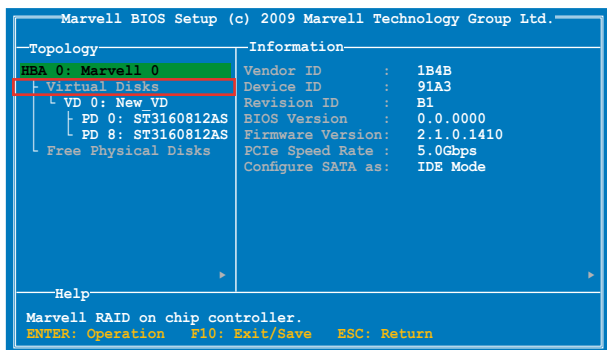 Marvell BIOS Setup (c) 2009 Marvell Technology Group Ltd.
Topology
HBA 0: Marvell 0
Virtual Disks
VD 0: New_VD
PD 0: ST3160812AS
PD 8: ST3160812AS
Free Physical Disks
Information
Vendor ID : 1B4B
Device ID : 91A3
Revision ID : B1
BIOS Version : 0.0.0000
Firmware Version: 2.1.0.1410
PCIe Speed Rate : 5.0Gbps
Configure SATA as: IDE Mode
Help
Marvell RAID on chip controller.
ENTER: Operation F10: Exit/Save ESC: Return